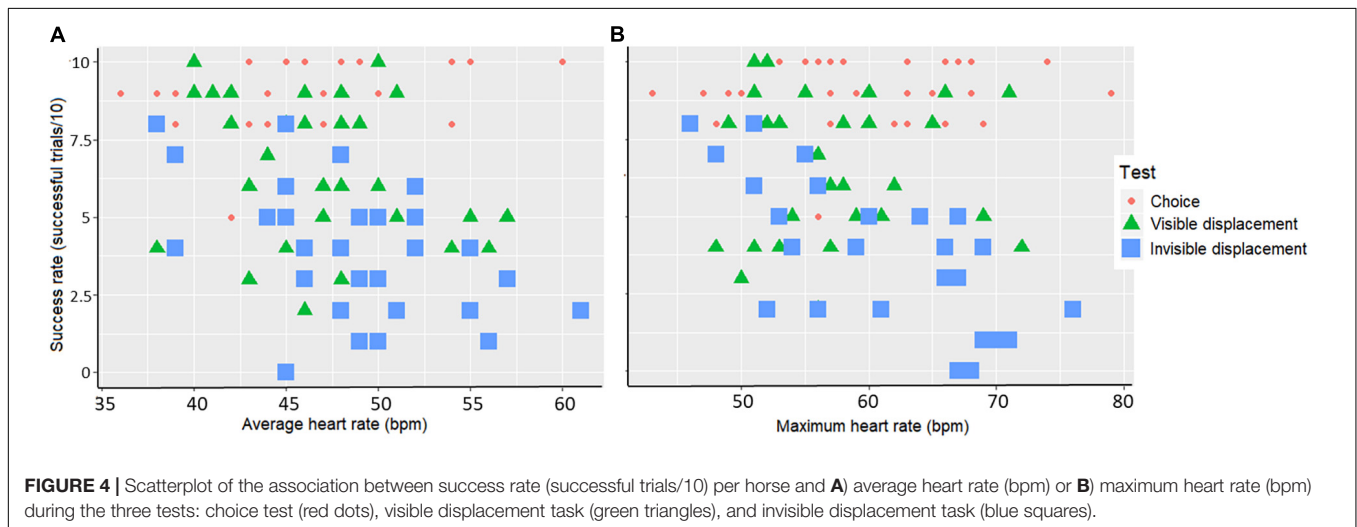 A
B
Success rate (successful trials/10)
10
7.5
5
2.5
0
35 40 45 50 55 60
Average heart rate (bpm)
50 60 70 80
Maximum heart rate (bpm)
Test
Choice
Visible displacement
Invisible displacement
FIGURE 4 | Scatterplot of the association between success rate (successful trials/10) per horse and A) average heart rate (bpm) or B) maximum heart rate (bpm)
during the three tests: choice test (red dots), visible displacement task (green triangles), and invisible displacement task (blue squares).